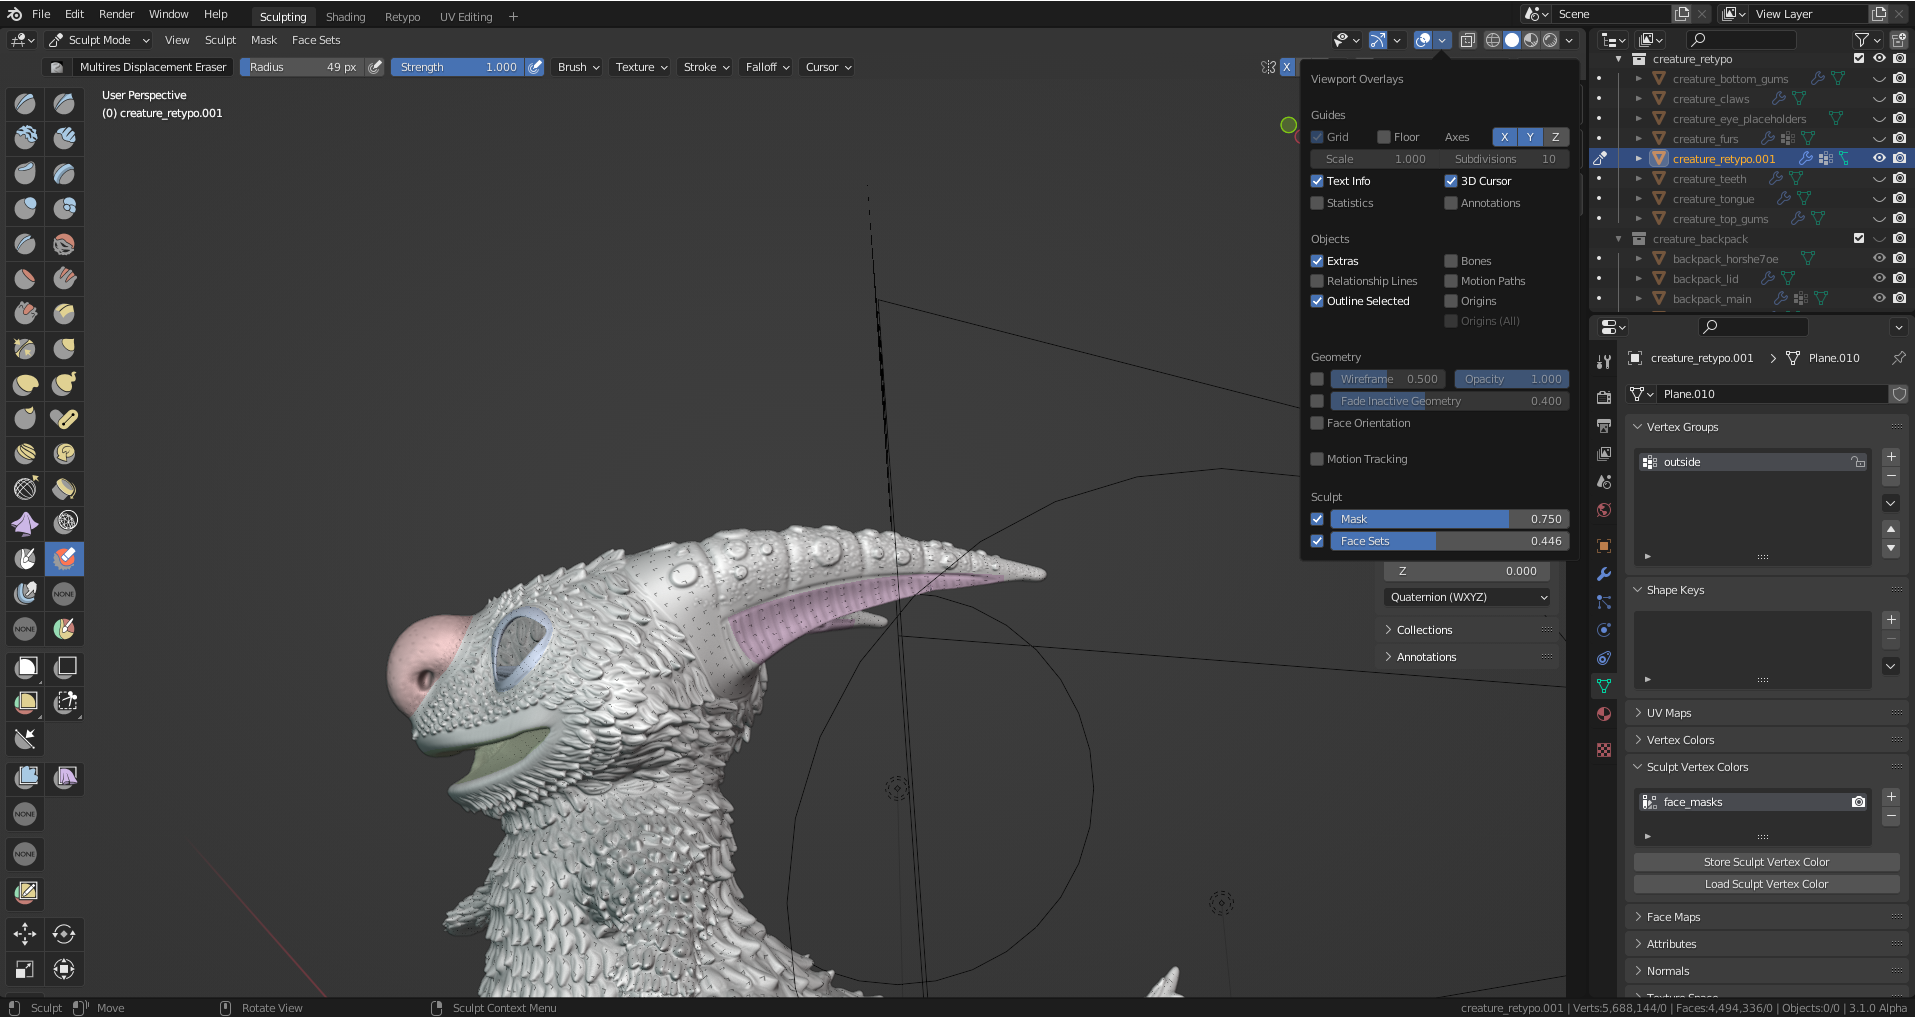 File Edit Render Window Help Sculpting Shading Retypo UV Editing + Scene View Layer
Sculpt Mode View Sculpt Mask Face Sets
Multires Displacement Eraser Radius 49 px Strength 1.000 Brush Texture Stroke Falloff Cursor X
User Perspective
(0) creature_retypo.001
NONE
NONE
NONE
NONE
Viewport Overlays
Guides
Grid Floor Axes X Y Z
Scale 1.000 Subdivisions 10
Text Info 3D Cursor
Statistics Annotations
Objects
Extras Bones
Relationship Lines Motion Paths
Outline Selected Origins
Origins (All)
Geometry
Wireframe 0.500 Opacity 1.000
Fade Inactive Geometry 0.400
Face Orientation
Motion Tracking
Sculpt
Mask 0.750
Face Sets 0.446
Z 0.000
Quaternion (WXYZ)
Collections
Annotations
creature_retypo
creature_bottom_gums
creature_claws
creature_eye_placeholders
creature_furs
creature_retypo.001
creature_teeth
creature_tongue
creature_top_gums
creature_backpack
backpack_horshe7oe
backpack_lid
backpack_main
creature_retypo.001 > Plane.010
Plane.010
Vertex Groups
outside
Shape Keys
UV Maps
Vertex Colors
Sculpt Vertex Colors
face_masks
Store Sculpt Vertex Color
Load Sculpt Vertex Color
Face Maps
Attributes
Normals
Texture Space
Sculpt Move Rotate View Sculpt Context Menu creature_retypo.001 | Verts:5,688,144/0 | Faces:4,494,336/0 | Objects:0/0 | 3.1.0 Alpha